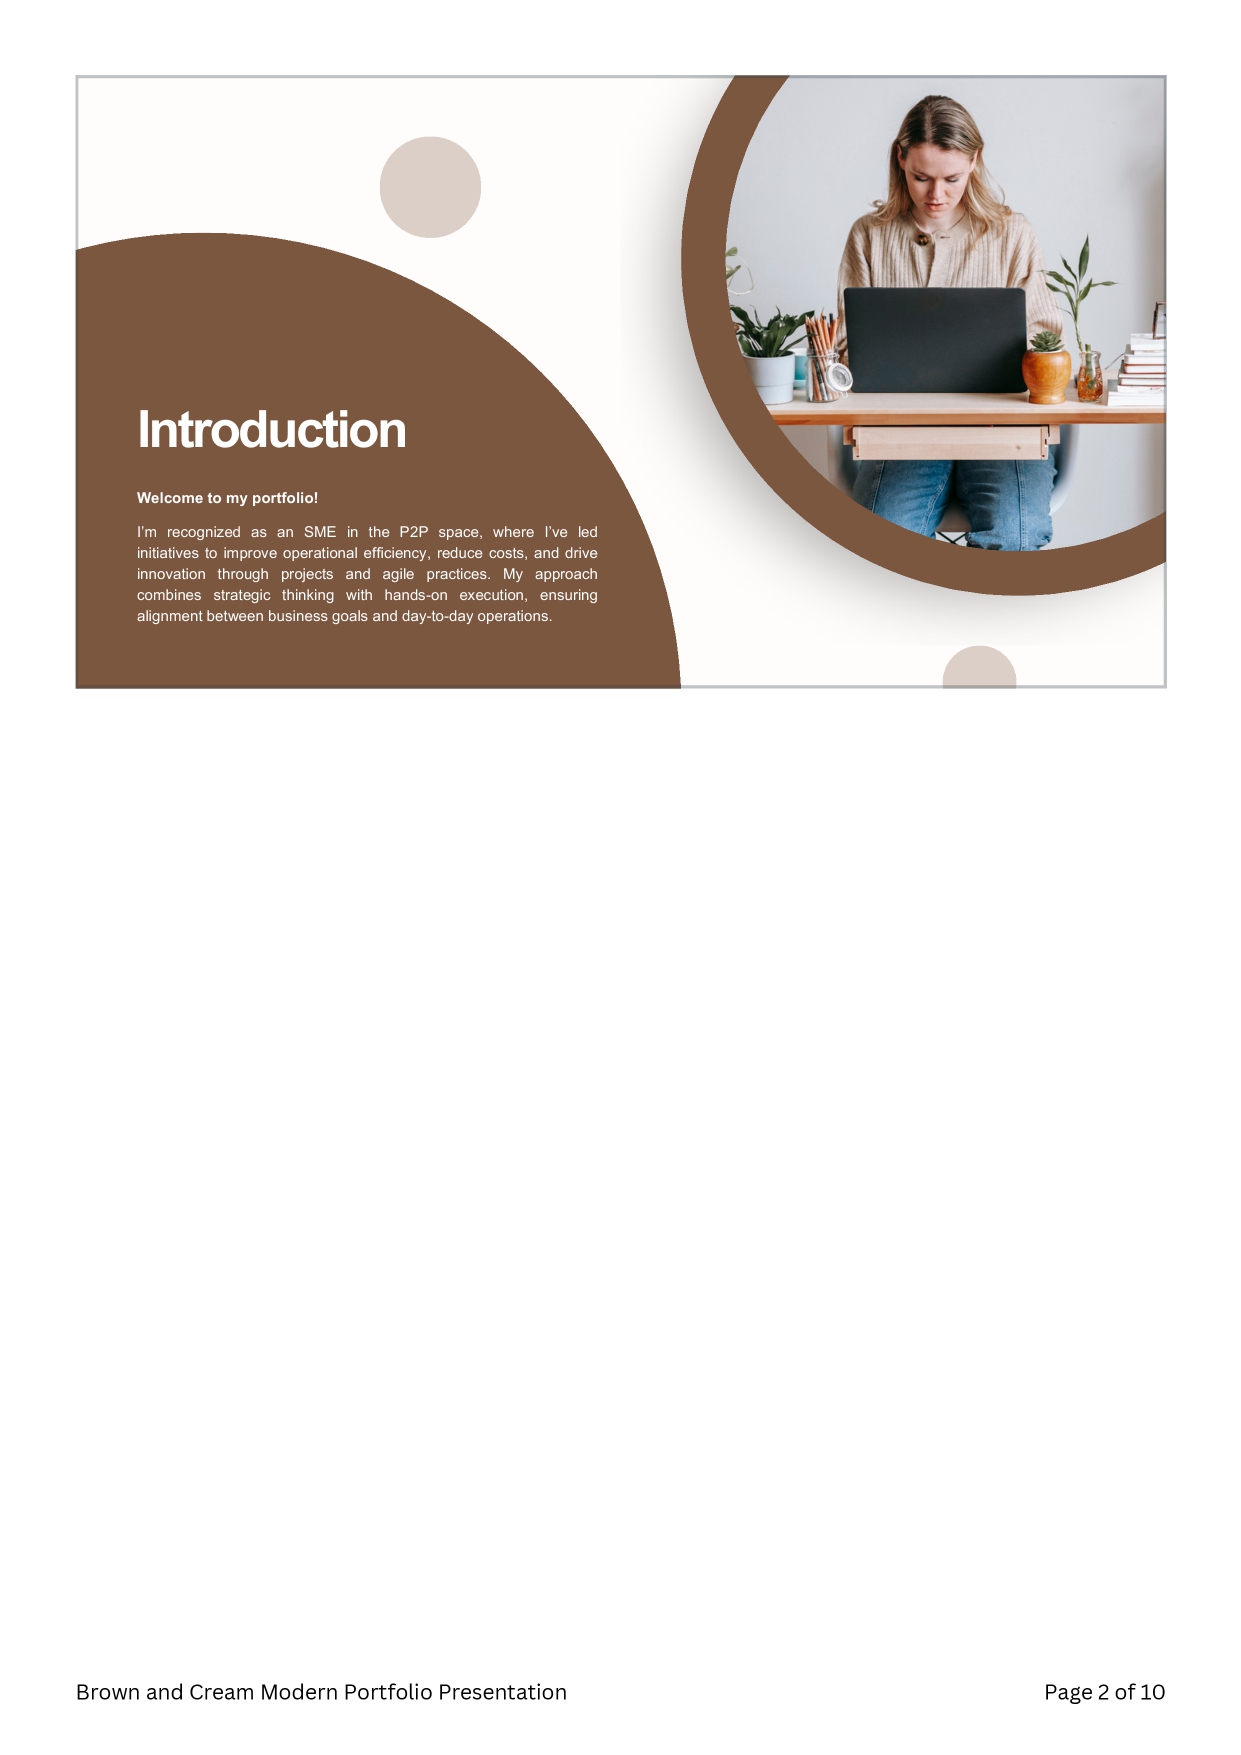 Introduction
Welcome to my portfolio!
I’m recognized as an SME in the P2P space, where I’ve led
initiatives to improve operational efficiency, reduce costs, and drive
innovation through projects and agile practices. My approach
combines strategic thinking with hands-on execution, ensuring
alignment between business goals and day-to-day operations.
Brown and Cream Modern Portfolio Presentation
Page 2 of 10